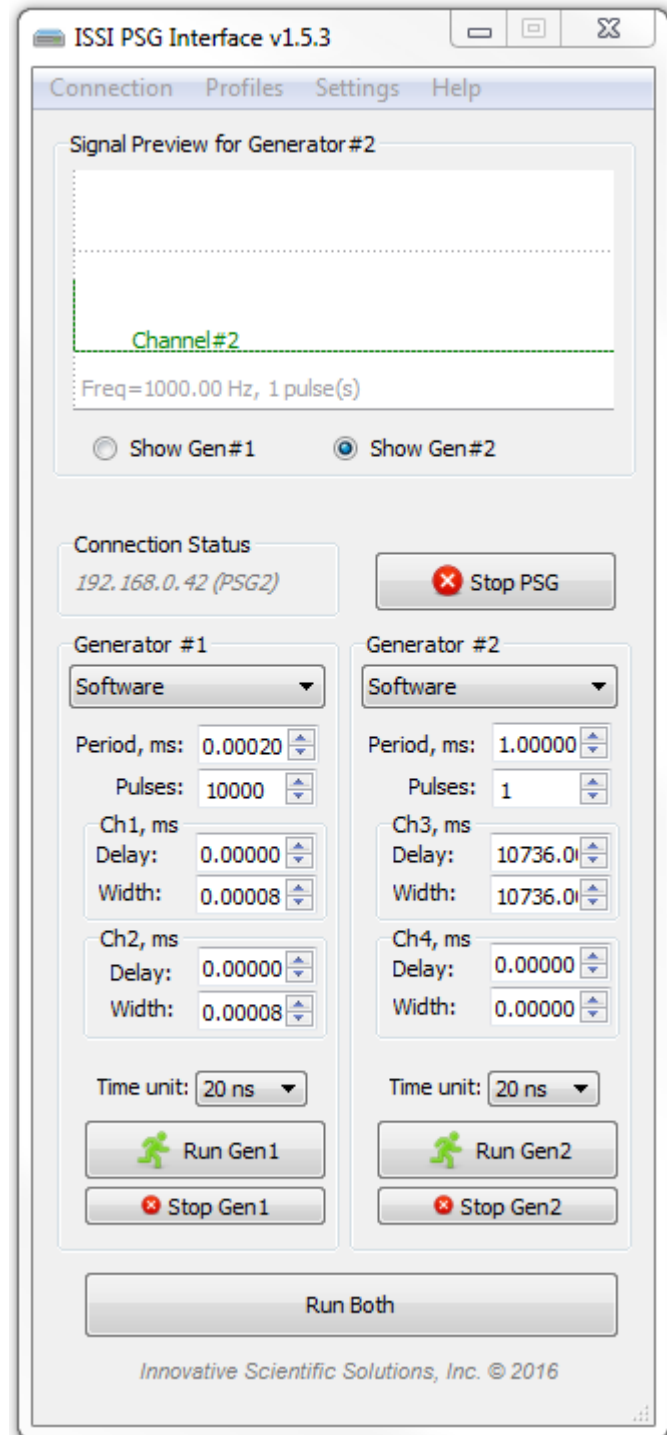 ISSI PSG Interface v1.5.3
Connection Profiles Settings Help
Signal Preview for Generator#2
Channel#2
Freq=1000.00 Hz, 1 pulse(s)
Show Gen#1 Show Gen#2
Connection Status
192.168.0.42 (PSG2)
Stop PSG
Generator #1
Software
Period, ms: 0.00020
Pulses: 10000
Ch1, ms
Delay: 0.00000
Width: 0.00008
Ch2, ms
Delay: 0.00000
Width: 0.00008
Time unit: 20 ns
Run Gen1
Stop Gen1
Generator #2
Software
Period, ms: 1.00000
Pulses: 1
Ch3, ms
Delay: 10736.0
Width: 10736.0
Ch4, ms
Delay: 0.00000
Width: 0.00000
Time unit: 20 ns
Run Gen2
Stop Gen2
Run Both
Innovative Scientific Solutions, Inc. © 2016